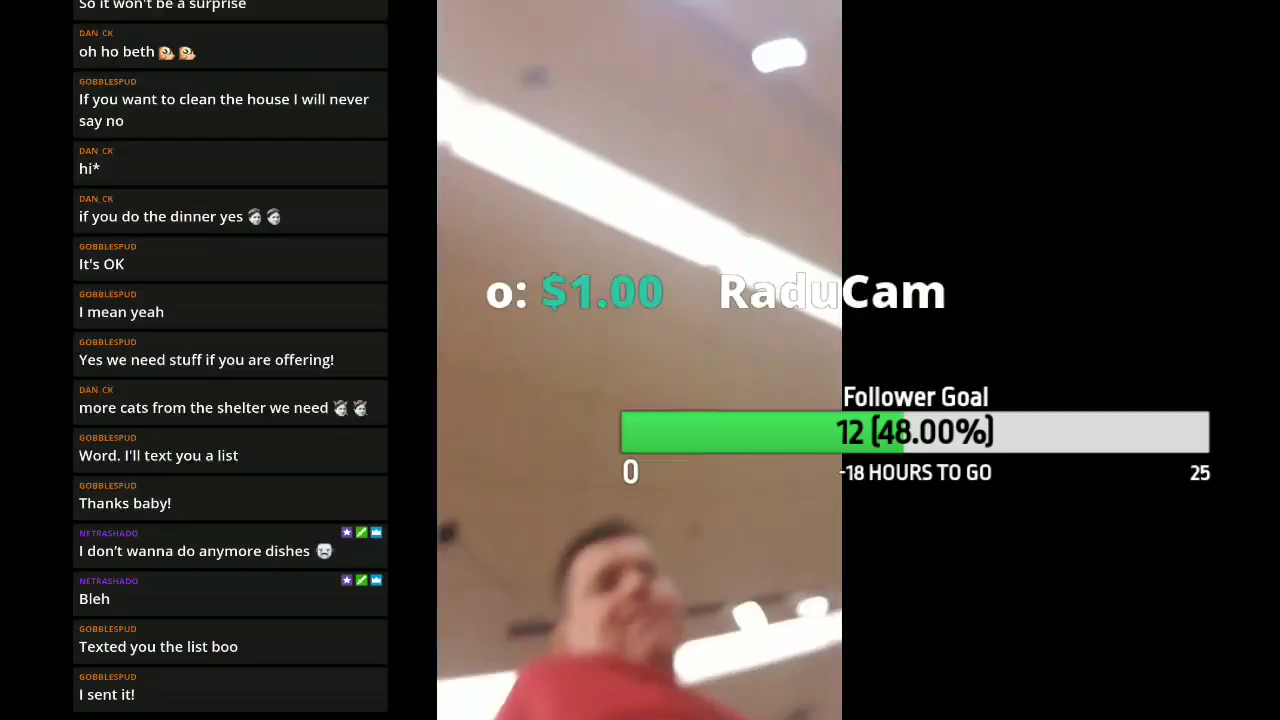 So it won't be a surprise
DAN_CK
oh ho beth
GOBBLESPUD
If you want to clean the house I will never
say no
DAN_CK
hi*
DAN_CK
if you do the dinner yes
GOBBLESPUD
It's OK
GOBBLESPUD
I mean yeah
GOBBLESPUD
Yes we need stuff if you are offering!
DAN_CK
more cats from the shelter we need
GOBBLESPUD
Word. I'll text you a list
GOBBLESPUD
Thanks baby!
NETRASHADO
I don't wanna do anymore dishes
NETRASHADO
Bleh
GOBBLESPUD
Texted you the list boo
GOBBLESPUD
I sent it!
o: $1.00 RaduCam
Follower Goal
12 (48.00%)
0 -18 HOURS TO GO 25